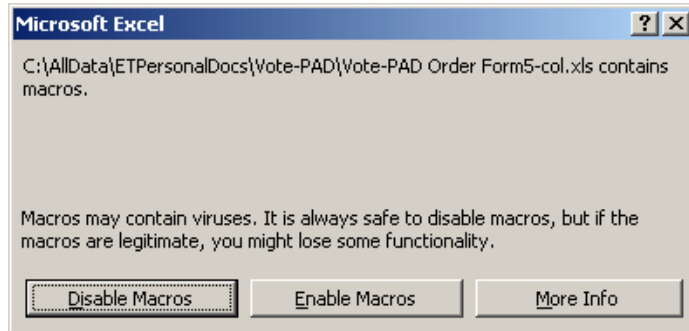 Microsoft Excel
C:\AllData\ETPersonalDocs\Vote-PAD\Vote-PAD Order Form5-col.xls contains
macros.
Macros may contain viruses. It is always safe to disable macros, but if the
macros are legitimate, you might lose some functionality.
Disable Macros Enable Macros More Info